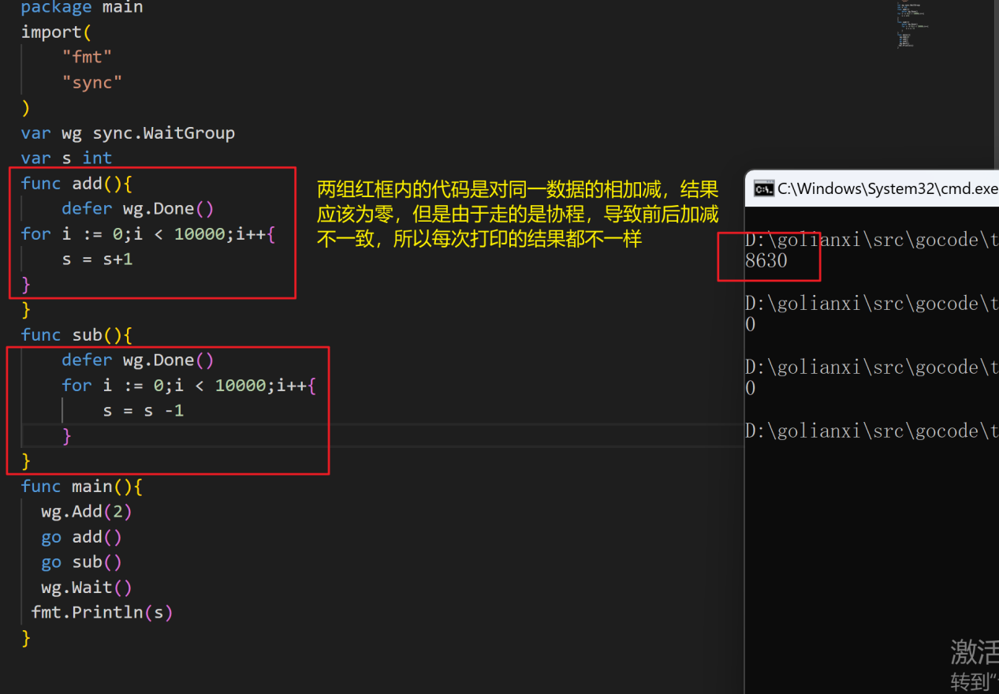 package main
import(
    "fmt"
    "sync"
)
var wg sync.WaitGroup
var s int
func add(){
    defer wg.Done()
for i := 0;i < 10000;i++{
    s = s+1
}
}
func sub(){
    defer wg.Done()
    for i := 0;i < 10000;i++{
        s = s -1
    }
}
func main(){
  wg.Add(2)
  go add()
  go sub()
  wg.Wait()
 fmt.Println(s)
}
两组红框内的代码是对同一数据的相加减，结果
应该为零，但是由于走的是协程，导致前后加减
不一致，所以每次打印的结果都不一样
C:\Windows\System32\cmd.exe
D:\golianxi\src\gocode\t
8630
D:\golianxi\src\gocode\t
0
D:\golianxi\src\gocode\t
0
D:\golianxi\src\gocode\t
激活
转到"